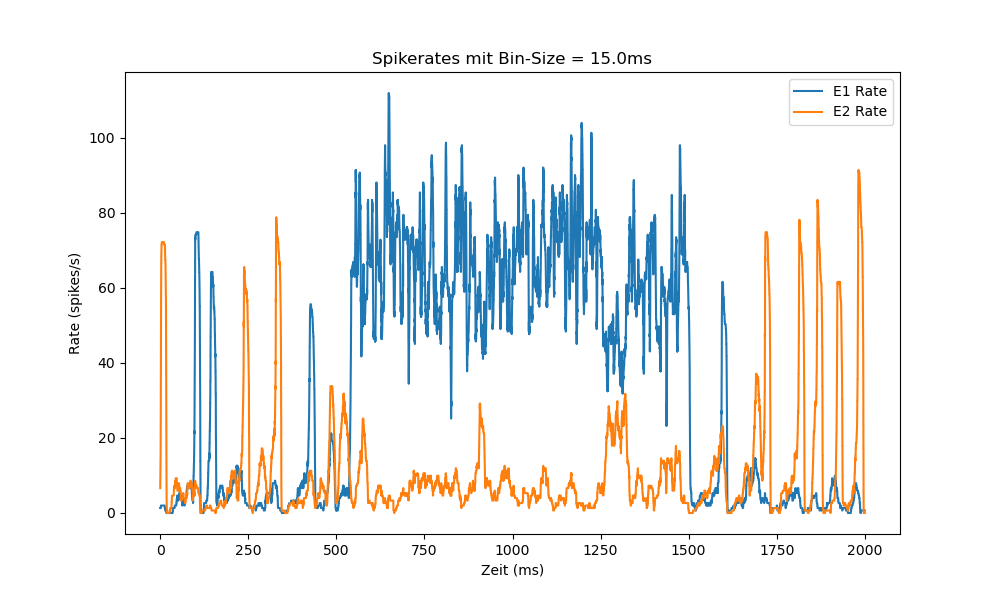 Spikerates mit Bin-Size = 15.0ms
E1 Rate
E2 Rate
Rate (spikes/s)
100
80
60
40
20
0
0 250 500 750 1000 1250 1500 1750 2000
Zeit (ms)